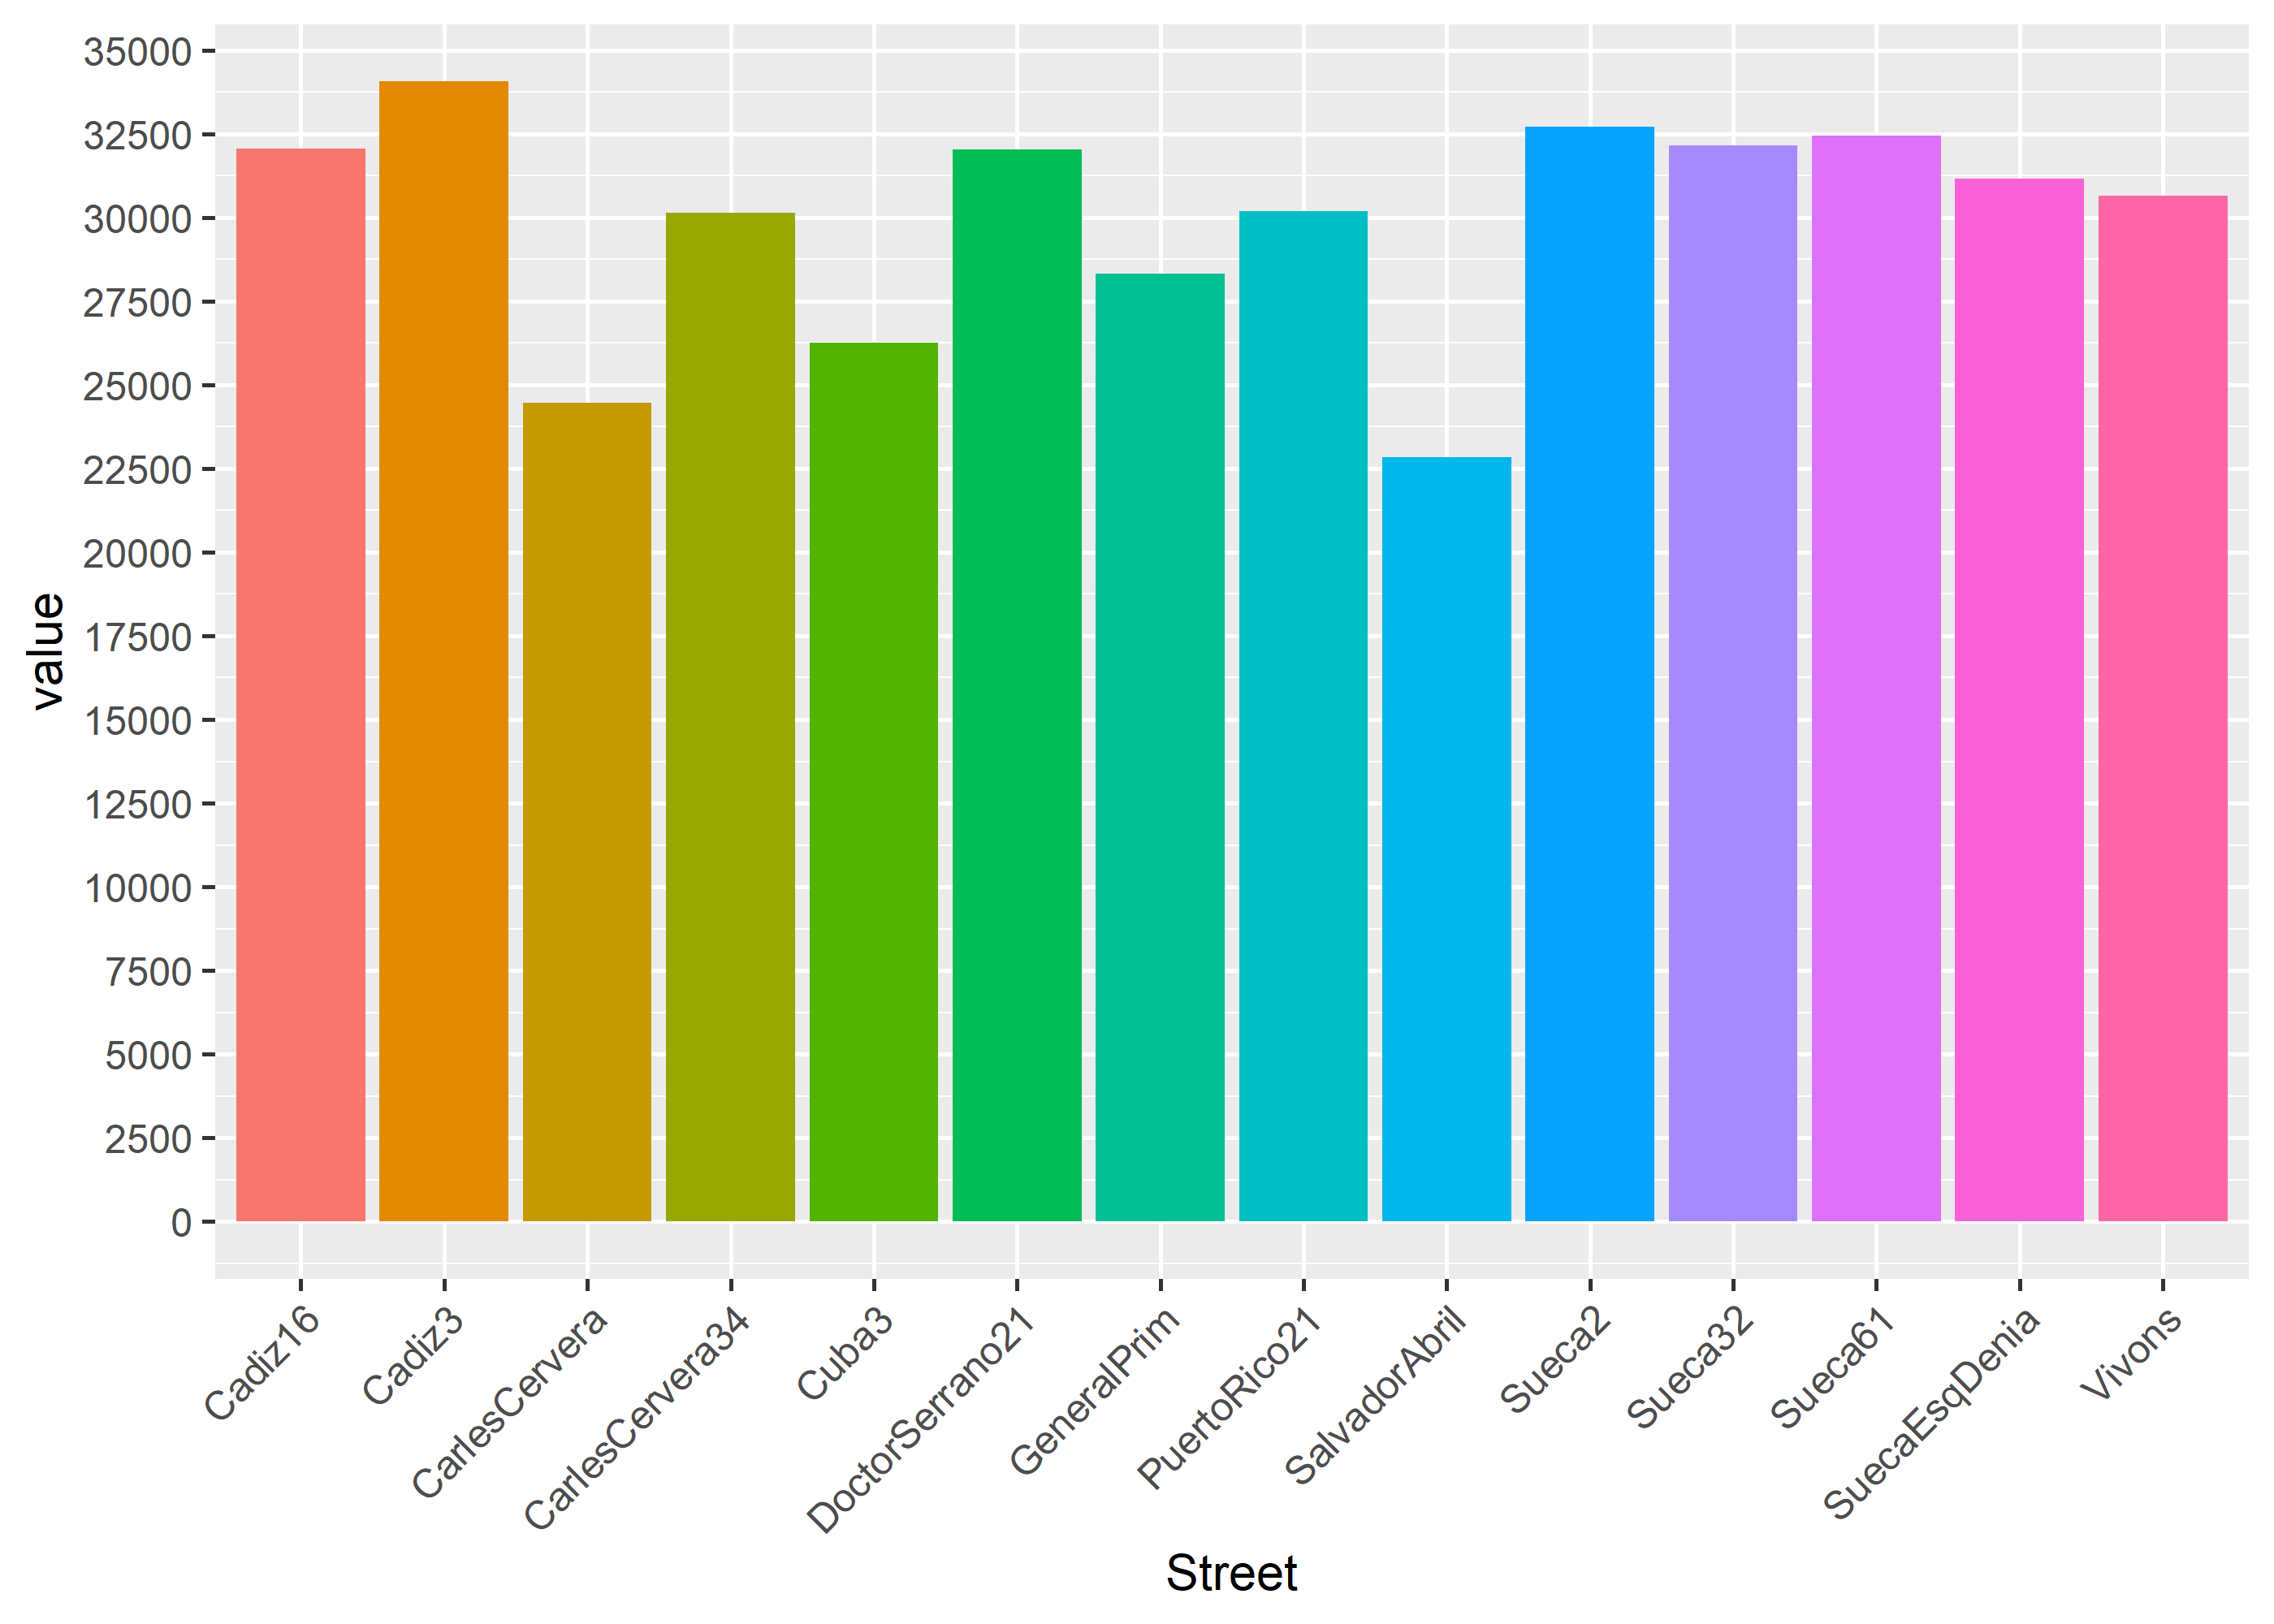 35000
32500
30000
27500
25000
22500
20000
17500
15000
12500
10000
7500
5000
2500
0
value
Cadiz16
Cadiz3
CarlesCervera
CarlesCervera34
Cuba3
DoctorSerrano21
GeneralPrim
PuertoRico21
SalvadorAbril
Sueca2
Sueca32
Sueca61
SuecaEsqDenia
Vivons
Street